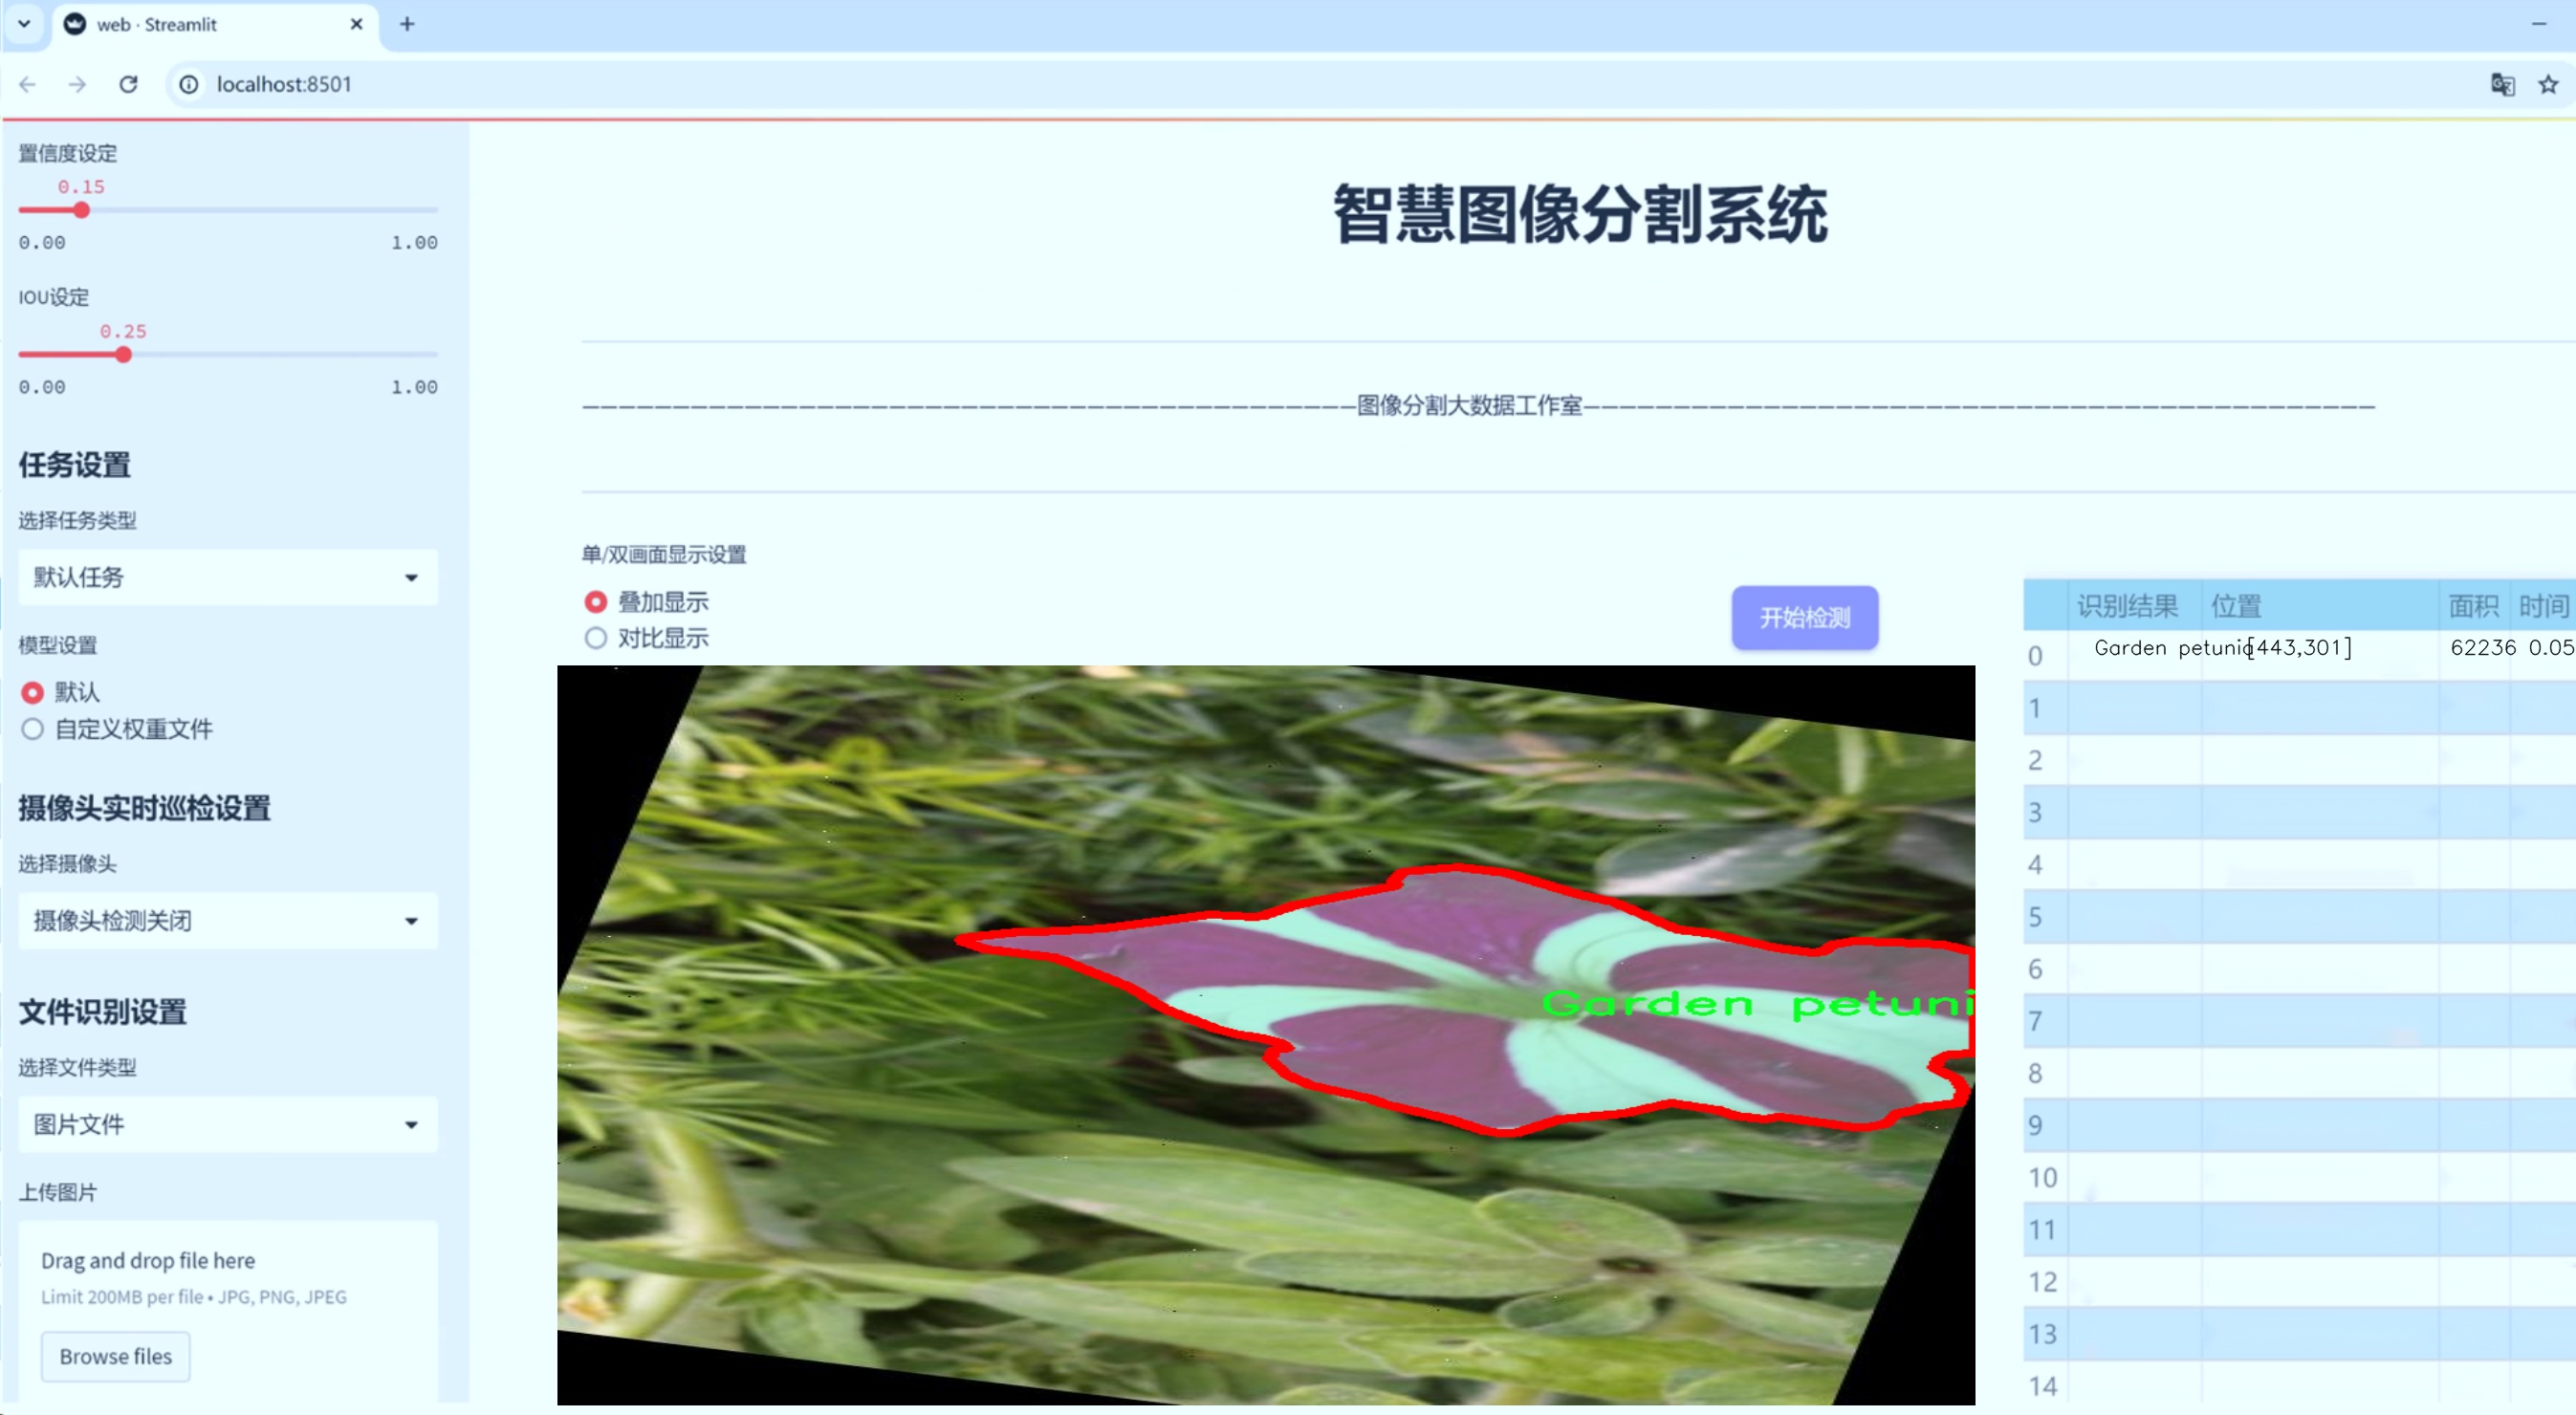 web · Streamlit
localhost:8501
置信度设定
0.15
0.00 1.00
IOU设定
0.25
0.00 1.00
任务设置
选择任务类型
默认任务
模型设置
默认
自定义权重文件
摄像头实时巡检设置
选择摄像头
摄像头检测关闭
文件识别设置
选择文件类型
图片文件
上传图片
Drag and drop file here
Limit 200MB per file • JPG, PNG, JPEG
Browse files
智慧图像分割系统
———————————————————————————————————————————图像分割大数据工作室————————————————————————————————————————————
单/双画面显示设置
叠加显示
对比显示
开始检测
Garden petuni
识别结果 位置 面积 时间
0 Garden petunia[443,301] 62236 0.05
1
2
3
4
5
6
7
8
9
10
11
12
13
14